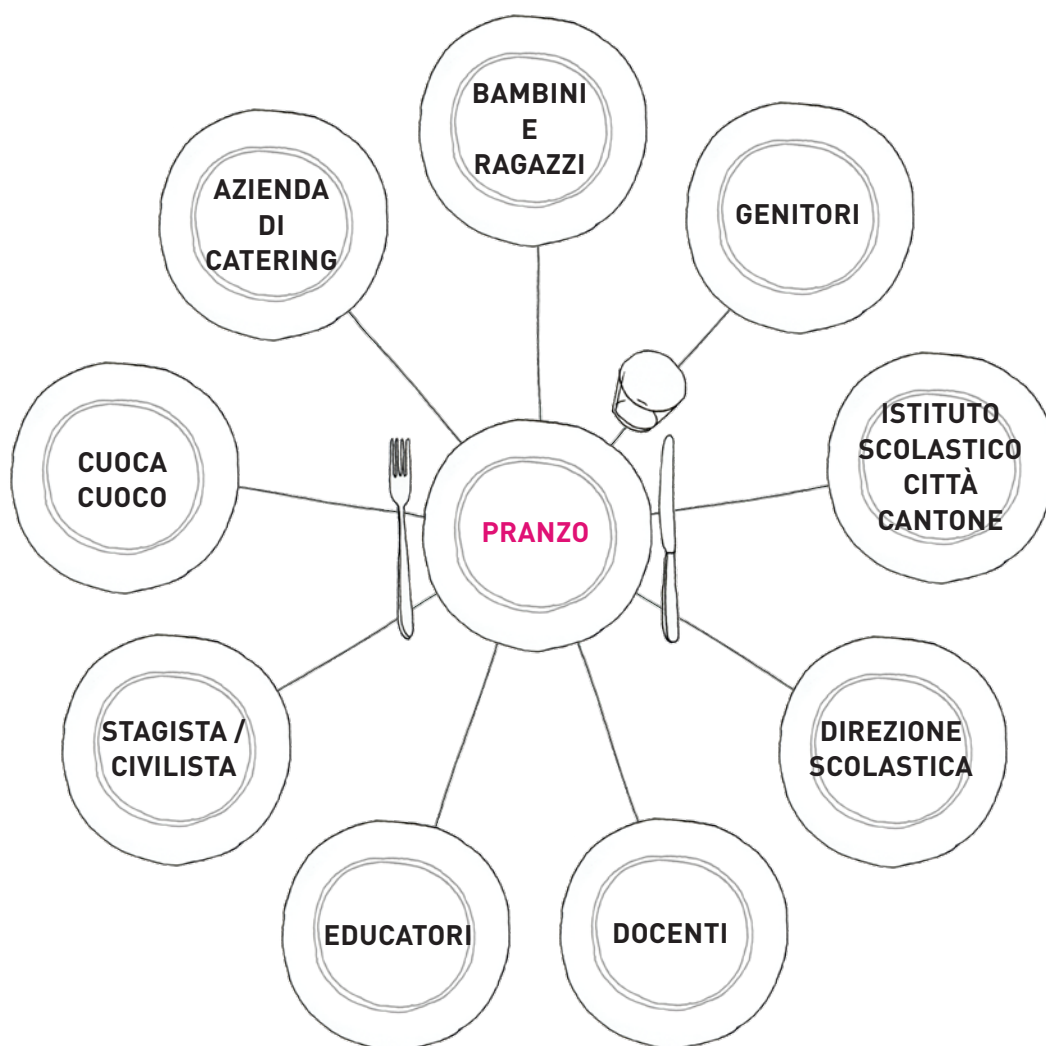 BAMBINI
E
RAGAZZI
AZIENDA
DI
CATERING
GENITORI
ISTITUTO
SCOLASTICO
CITTÀ
CANTONE
CUOCA
CUOCO
PRANZO
STAGISTA /
CIVILISTA
DIREZIONE
SCOLASTICA
EDUCATORI
DOCENTI